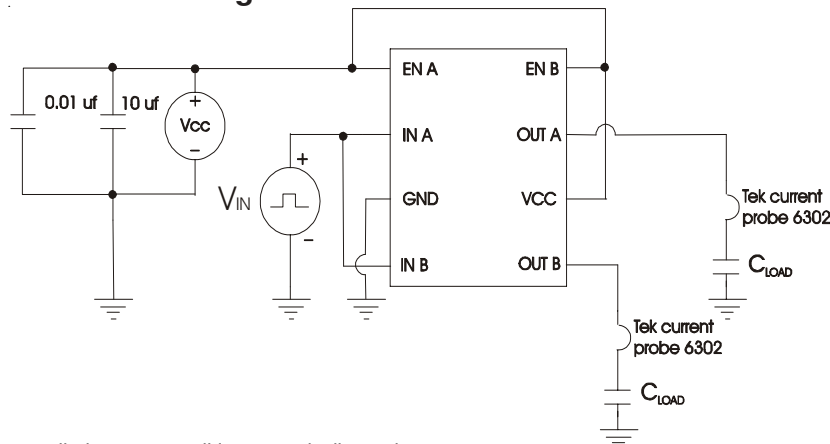 EN A
EN B
0.01 uf
10 uf
+
Vcc
−
IN A
OUT A
+
VIN
−
GND
VCC
Tek current
probe 6302
IN B
OUT B
CLOAD
Tek current
probe 6302
CLOAD